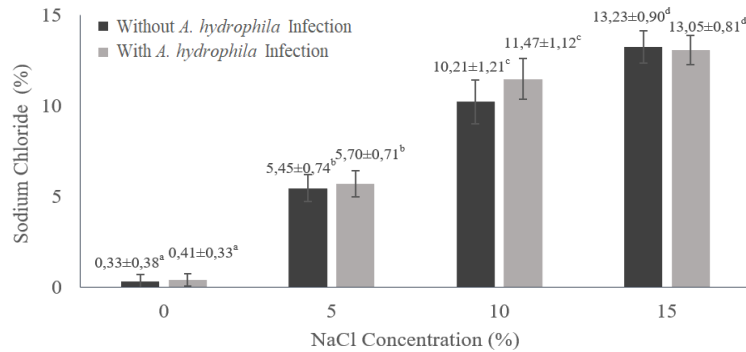 15
10
5
0
Sodium Chloride (%)
Without A. hydrophila Infection
With A. hydrophila Infection
0,33±0,38a
0,41±0,33a
5,45±0,74b
5,70±0,71b
10,21±1,21c
11,47±1,12c
13,23±0,90d
13,05±0,81d
0 5 10 15
NaCl Concentration (%)